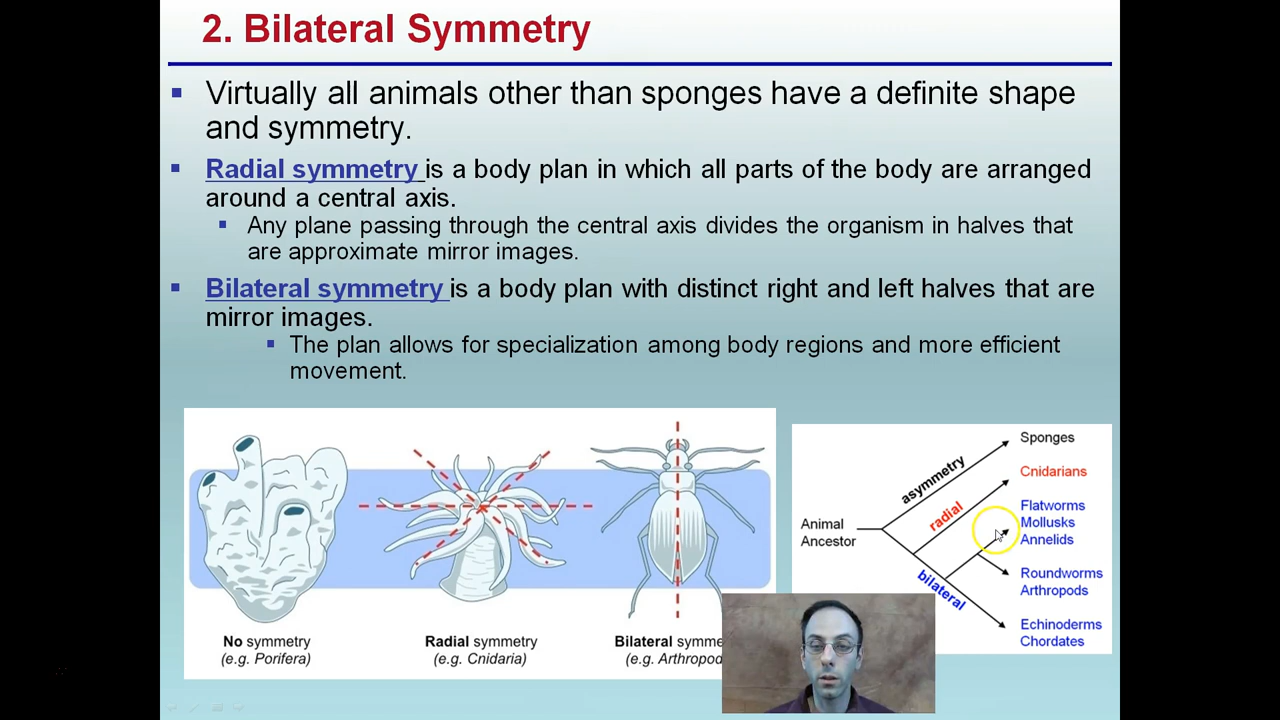 2. Bilateral Symmetry
Virtually all animals other than sponges have a definite shape
and symmetry.
Radial symmetry is a body plan in which all parts of the body are arranged
around a central axis.
Any plane passing through the central axis divides the organism in halves that
are approximate mirror images.
Bilateral symmetry is a body plan with distinct right and left halves that are
mirror images.
The plan allows for specialization among body regions and more efficient
movement.
No symmetry
(e.g. Porifera)
Radial symmetry
(e.g. Cnidaria)
Bilateral symme
(e.g. Arthropod
Animal
Ancestor
asymmetry
radial
bilateral
Sponges
Cnidarians
Flatworms
Mollusks
Annelids
Roundworms
Arthropods
Echinoderms
Chordates